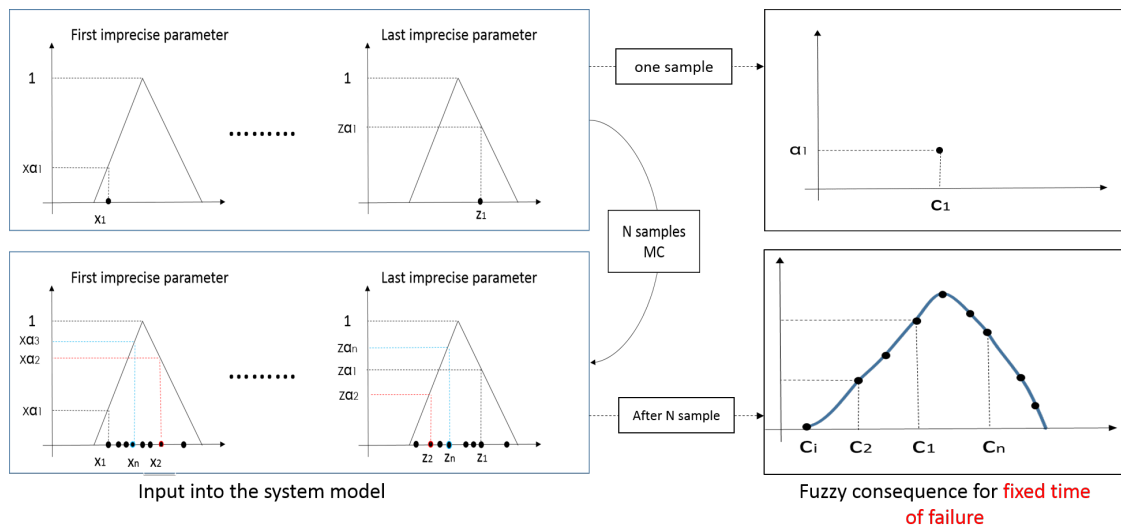 First imprecise parameter
Last imprecise parameter
1
xα1
x1
1
zα1
z1
one sample
α1
C1
N samples
MC
First imprecise parameter
Last imprecise parameter
1
xα3
xα2
xα1
x1
xn
x2
1
zαn
zα1
zα2
z2
zn
z1
After N sample
Ci
C2
C1
Cn
Input into the system model
Fuzzy consequence for fixed time
of failure